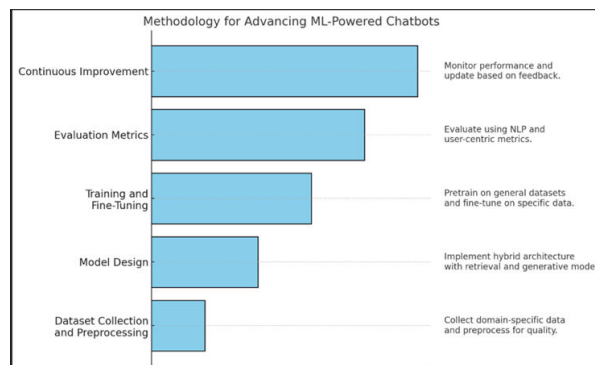 Methodology for Advancing ML-Powered Chatbots
Continuous Improvement
Monitor performance and
update based on feedback.
Evaluation Metrics
Evaluate using NLP and
user-centric metrics.
Training and
Fine-Tuning
Pretrain on general datasets
and fine-tune on specific data.
Model Design
Implement hybrid architecture
with retrieval and generative mode
Dataset Collection
and Preprocessing
Collect domain-specific data
and preprocess for quality.